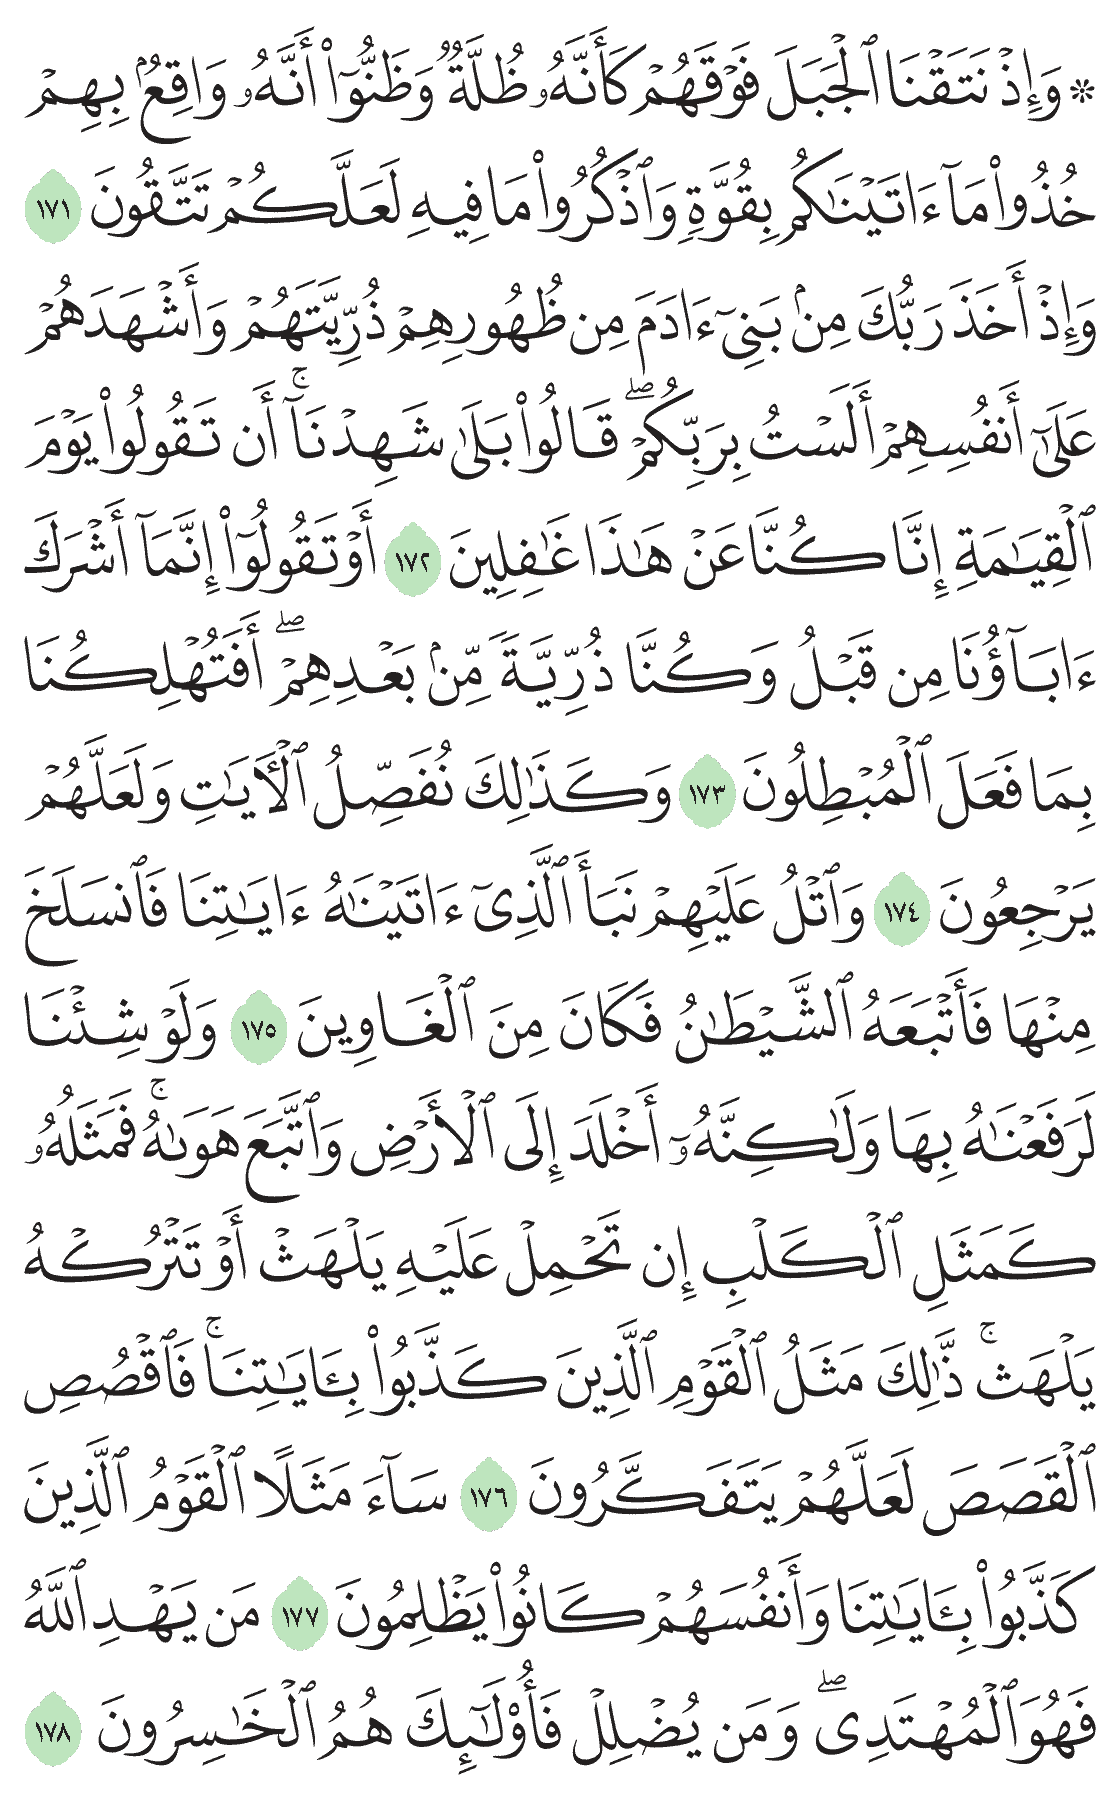 ۞ وَإِذْ نَتَقْنَا ٱلْجَبَلَ فَوْقَهُمْ كَأَنَّهُۥ ظُلَّةٌ وَظَنُّوٓا۟ أَنَّهُۥ وَاقِعٌۢ بِهِمْ
خُذُوا۟ مَآ ءَاتَيْنَـٰكُم بِقُوَّةٍ وَٱذْكُرُوا۟ مَا فِيهِ لَعَلَّكُمْ تَتَّقُونَ ١٧١
وَإِذْ أَخَذَ رَبُّكَ مِنۢ بَنِىٓ ءَادَمَ مِن ظُهُورِهِمْ ذُرِّيَّتَهُمْ وَأَشْهَدَهُمْ
عَلَىٰٓ أَنفُسِهِمْ أَلَسْتُ بِرَبِّكُمْ ۖ قَالُوا۟ بَلَىٰ شَهِدْنَآ ۚ أَن تَقُولُوا۟ يَوْمَ
ٱلْقِيَـٰمَةِ إِنَّا كُنَّا عَنْ هَـٰذَا غَـٰفِلِينَ ١٧٢ أَوْ تَقُولُوٓا۟ إِنَّمَآ أَشْرَكَ
ءَابَآؤُنَا مِن قَبْلُ وَكُنَّا ذُرِّيَّةً مِّنۢ بَعْدِهِمْ ۖ أَفَتُهْلِكُنَا
بِمَا فَعَلَ ٱلْمُبْطِلُونَ ١٧٣ وَكَذَٰلِكَ نُفَصِّلُ ٱلْـَٔايَـٰتِ وَلَعَلَّهُمْ
يَرْجِعُونَ ١٧٤ وَٱتْلُ عَلَيْهِمْ نَبَأَ ٱلَّذِىٓ ءَاتَيْنَـٰهُ ءَايَـٰتِنَا فَٱنسَلَخَ
مِنْهَا فَأَتْبَعَهُ ٱلشَّيْطَـٰنُ فَكَانَ مِنَ ٱلْغَاوِينَ ١٧٥ وَلَوْ شِئْنَا
لَرَفَعْنَـٰهُ بِهَا وَلَـٰكِنَّهُۥٓ أَخْلَدَ إِلَى ٱلْأَرْضِ وَٱتَّبَعَ هَوَىٰهُ ۚ فَمَثَلُهُۥ
كَمَثَلِ ٱلْكَلْبِ إِن تَحْمِلْ عَلَيْهِ يَلْهَثْ أَوْ تَتْرُكْهُ
يَلْهَث ۚ ذَّٰلِكَ مَثَلُ ٱلْقَوْمِ ٱلَّذِينَ كَذَّبُوا۟ بِـَٔايَـٰتِنَا ۚ فَٱقْصُصِ
ٱلْقَصَصَ لَعَلَّهُمْ يَتَفَكَّرُونَ ١٧٦ سَآءَ مَثَلًا ٱلْقَوْمُ ٱلَّذِينَ
كَذَّبُوا۟ بِـَٔايَـٰتِنَا وَأَنفُسَهُمْ كَانُوا۟ يَظْلِمُونَ ١٧٧ مَن يَهْدِ ٱللَّهُ
فَهُوَ ٱلْمُهْتَدِى ۖ وَمَن يُضْلِلْ فَأُو۟لَـٰٓئِكَ هُمُ ٱلْخَـٰسِرُونَ ١٧٨